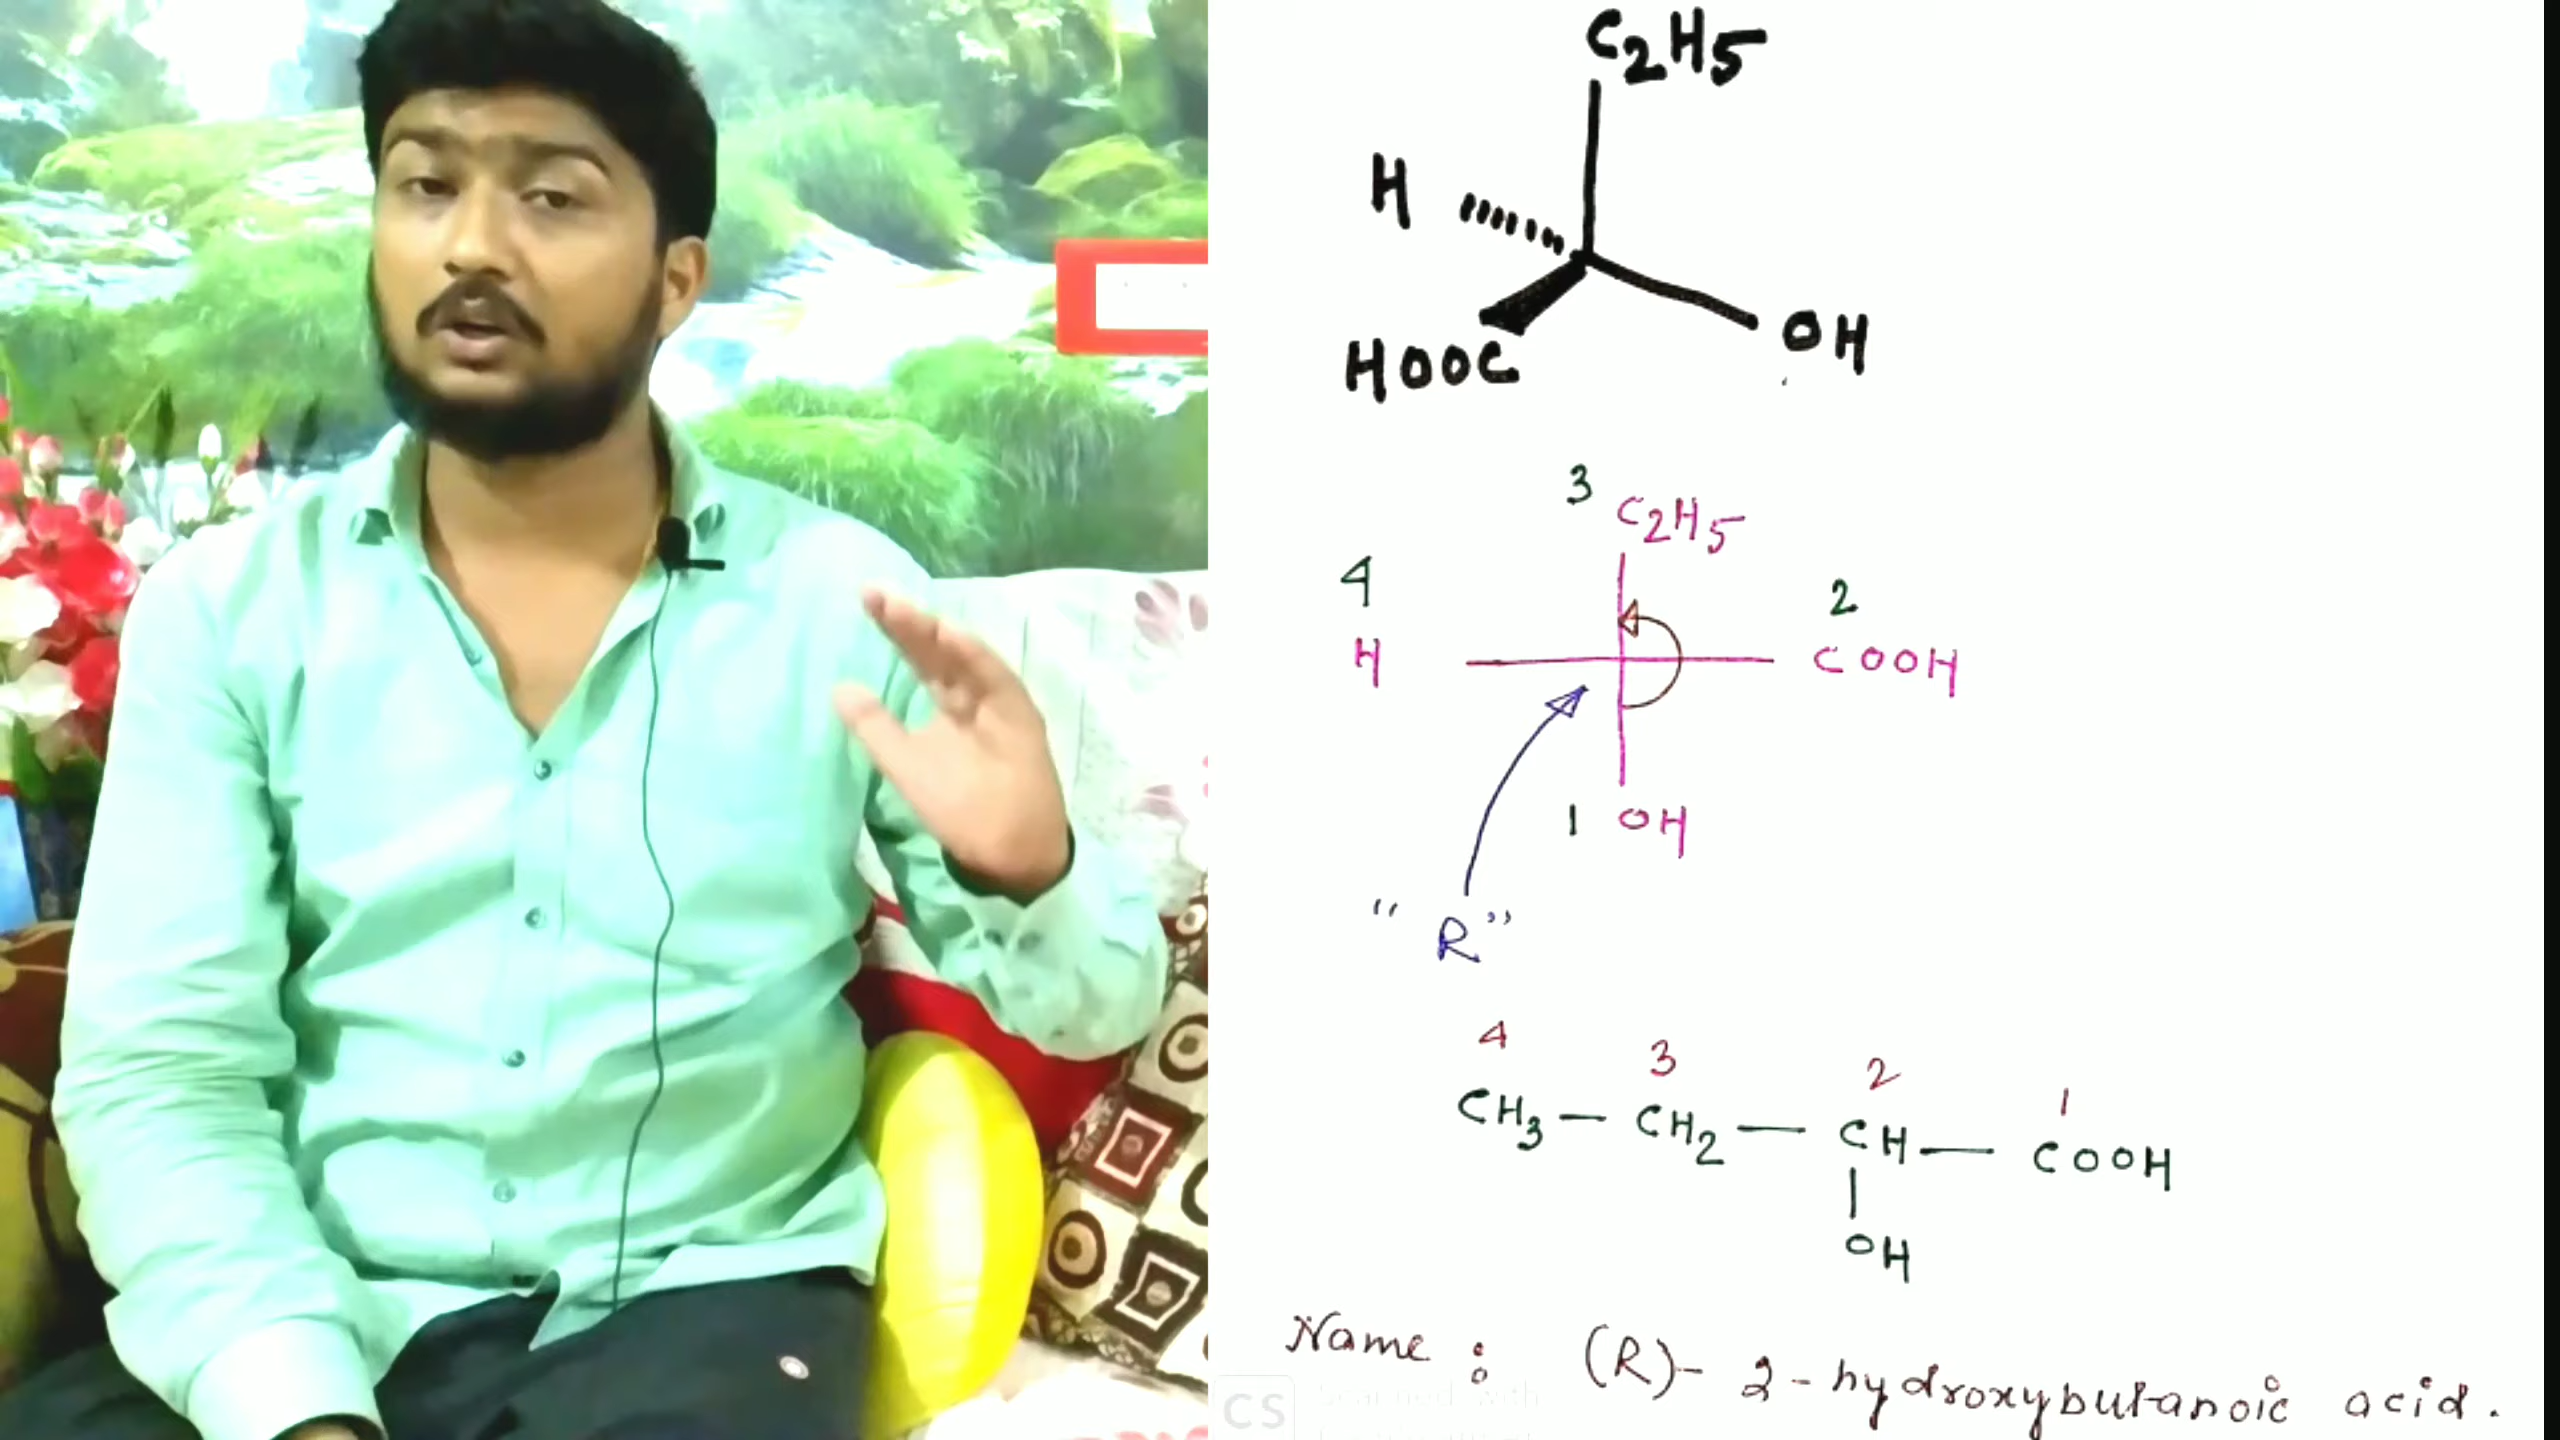 C2H5
H
HOOC
OH
3 C2H5
4
2
H
COOH
1 OH
"R"
4 3 2 1
CH3 — CH2 — CH — COOH
OH
Name : (R)- 2-hydroxybutanoic acid.
CS